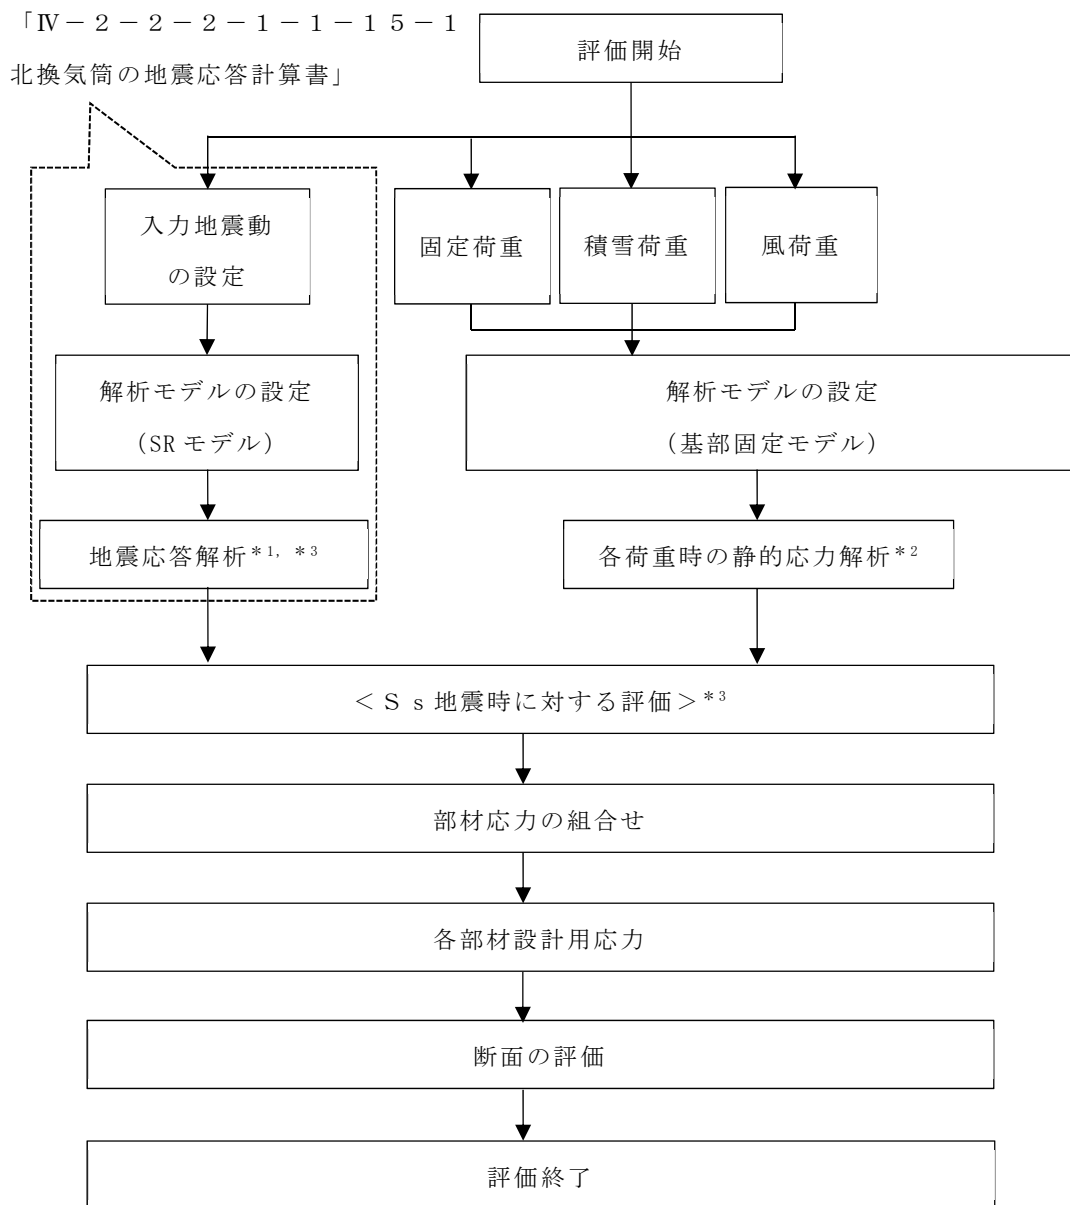 「Ⅳ－２－２－２－１－１－１５－１
北換気筒の地震応答計算書」
評価開始
入力地震動
の設定
固定荷重
積雪荷重
風荷重
解析モデルの設定
（SR モデル）
解析モデルの設定
（基部固定モデル）
地震応答解析*1, *3
各荷重時の静的応力解析*2
＜Ｓｓ地震時に対する評価＞*3
部材応力の組合せ
各部材設計用応力
断面の評価
評価終了